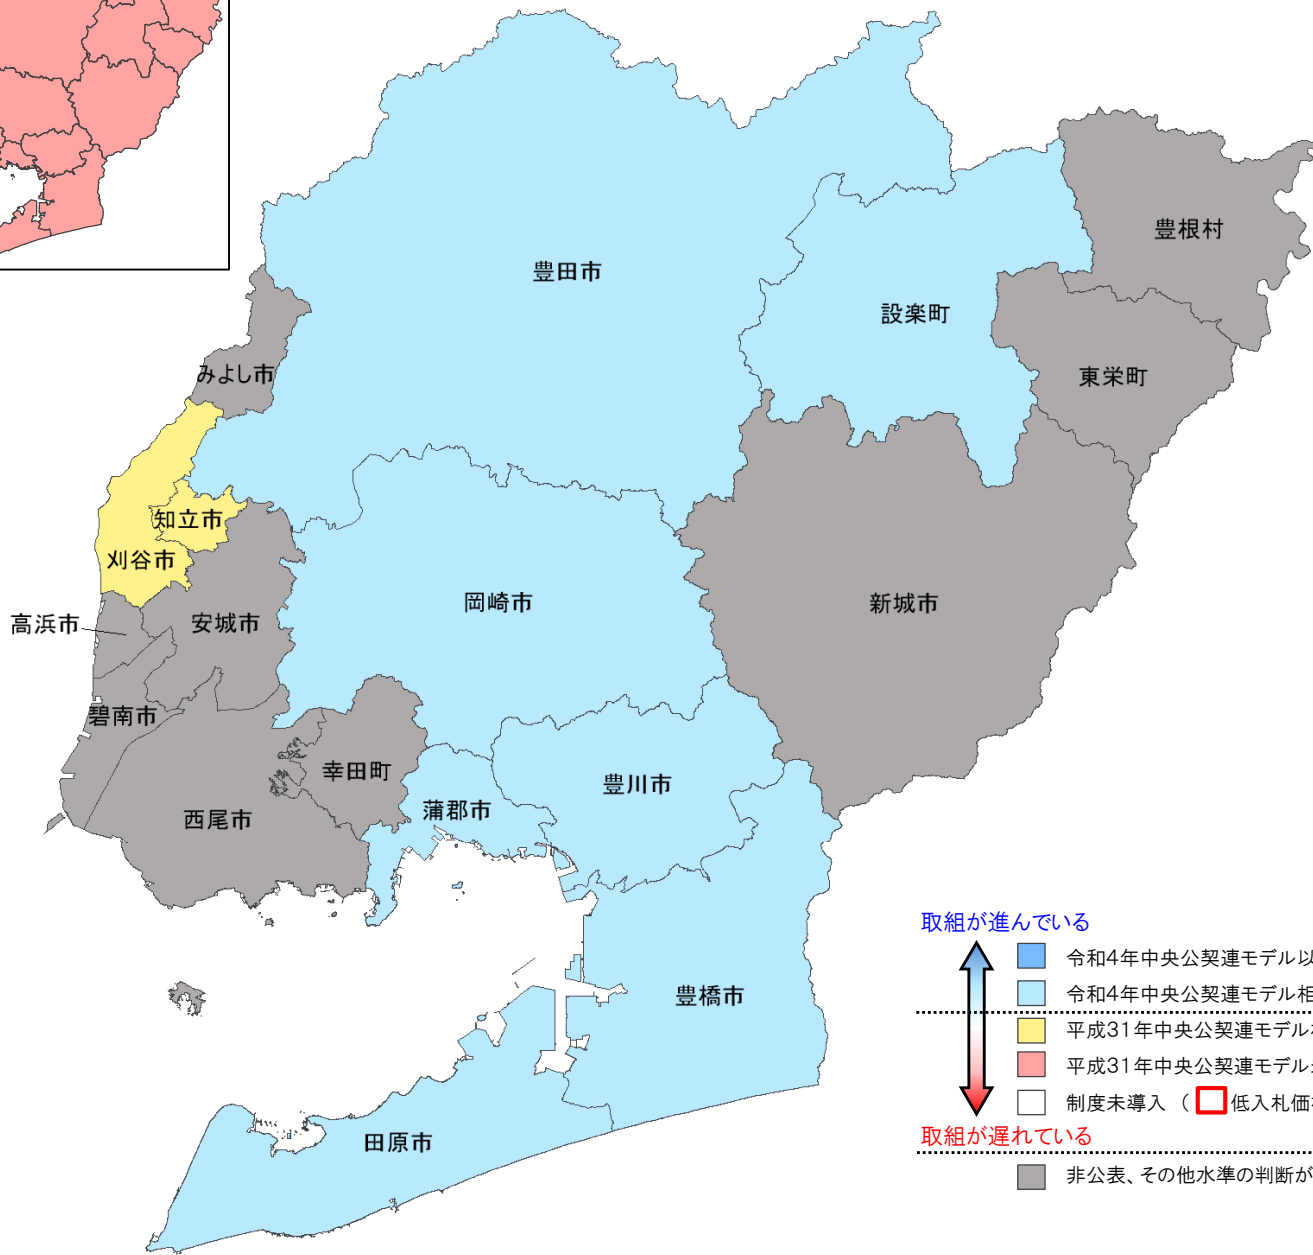 豊根村
豊田市
設楽町
みよし市
東栄町
知立市
刈谷市
岡崎市
新城市
高浜市
安城市
碧南市
幸田町
豊川市
蒲郡市
西尾市
豊橋市
田原市
取組が進んでいる
令和4年中央公契連モデル以
令和4年中央公契連モデル相
平成31年中央公契連モデル
平成31年中央公契連モデル
制度未導入 ( 低入札価
取組が遅れている
非公表、その他水準の判断が